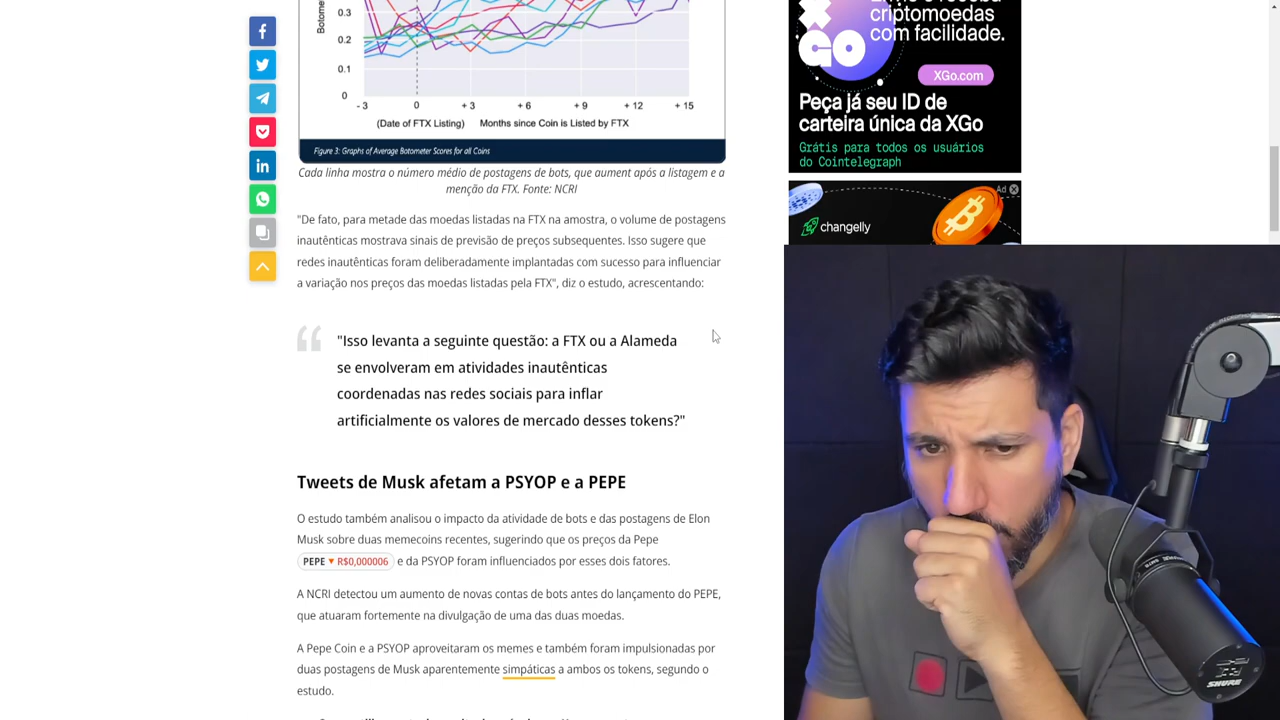 Botome
0.3
0.2
0.1
0
- 3
0
+ 3
+ 6
+ 9
+ 12
+ 15
(Date of FTX Listing) Months since Coin is Listed by FTX
Figure 3: Graphs of Average Botometer Scores for all Coins
Cada linha mostra o número médio de postagens de bots, que aument após a listagem e a
menção da FTX. Fonte: NCRI
"De fato, para metade das moedas listadas na FTX na amostra, o volume de postagens
inautênticas mostrava sinais de previsão de preços subsequentes. Isso sugere que
redes inautênticas foram deliberadamente implantadas com sucesso para influenciar
a variação nos preços das moedas listadas pela FTX", diz o estudo, acrescentando:
"Isso levanta a seguinte questão: a FTX ou a Alameda
se envolveram em atividades inautênticas
coordenadas nas redes sociais para inflar
artificialmente os valores de mercado desses tokens?"
Tweets de Musk afetam a PSYOP e a PEPE
O estudo também analisou o impacto da atividade de bots e das postagens de Elon
Musk sobre duas memecoins recentes, sugerindo que os preços da Pepe
PEPE ▼ R$0,000006 e da PSYOP foram influenciados por esses dois fatores.
A NCRI detectou um aumento de novas contas de bots antes do lançamento do PEPE,
que atuaram fortemente na divulgação de uma das duas moedas.
A Pepe Coin e a PSYOP aproveitaram os memes e também foram impulsionadas por
duas postagens de Musk aparentemente simpáticas a ambos os tokens, segundo o
estudo.
criptomoedas
com facilidade.
X
GO
XGo.com
Peça já seu ID de
carteira única da XGo
Grátis para todos os usuários
do Cointelegraph
Ad
changelly
SHURE